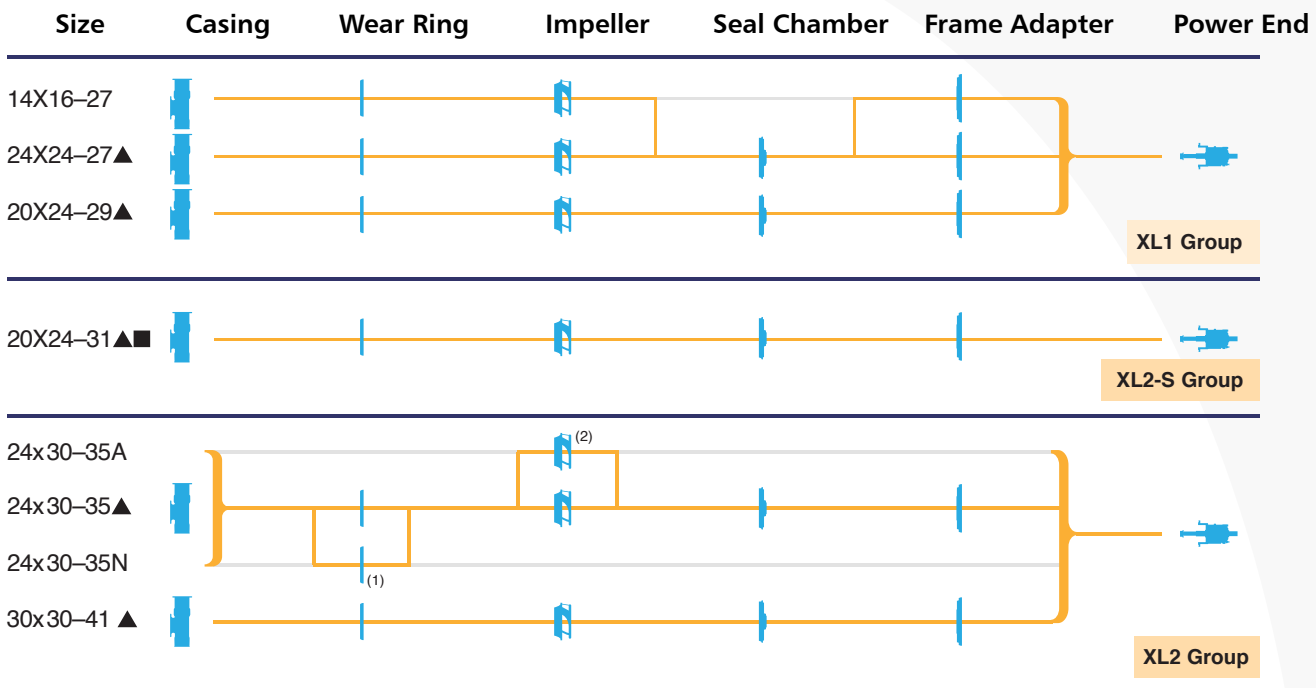 Size Casing Wear Ring Impeller Seal Chamber Frame Adapter Power End
14X16–27
24X24–27▲
20X24–29▲
XL1 Group
20X24–31▲■
XL2-S Group
24x30–35A
(2)
24x30–35▲
24x30–35N
(1)
30x30–41 ▲
XL2 Group